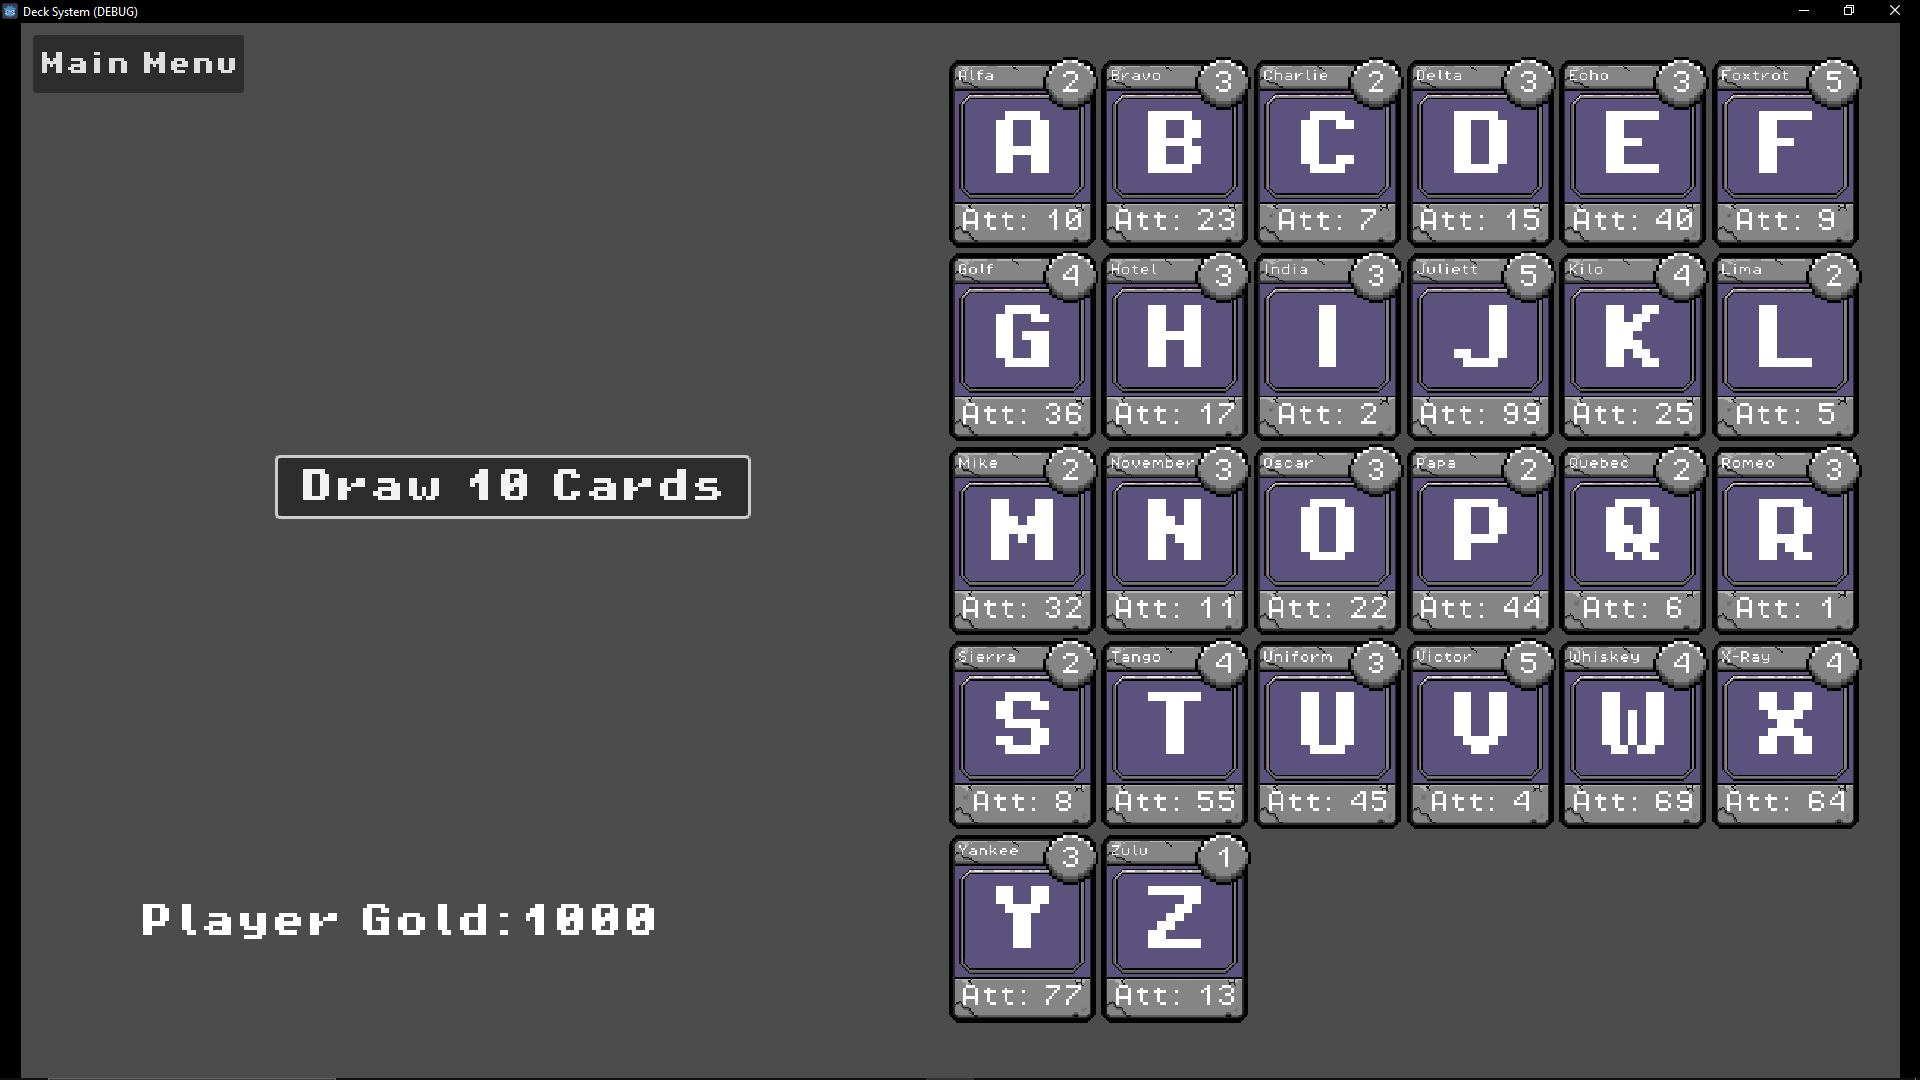 Deck System (DEBUG)
Main Menu
Draw 10 Cards
Player Gold:1000
Alfa 2
A
Att: 10
Bravo 3
B
Att: 23
Charlie 2
C
Att: 7
Delta 3
D
Att: 15
Echo 3
E
Att: 40
Foxtrot 5
F
Att: 9
Golf 4
G
Att: 36
Hotel 3
H
Att: 17
India 3
I
Att: 2
Juliett 5
J
Att: 99
Kilo 4
K
Att: 25
Lima 2
L
Att: 5
Mike 2
M
Att: 32
November 3
N
Att: 11
Oscar 3
O
Att: 22
Papa 2
P
Att: 44
Quebec 2
Q
Att: 6
Romeo 3
R
Att: 1
Sierra 2
S
Att: 8
Tango 4
T
Att: 55
Uniform 3
U
Att: 45
Victor 5
V
Att: 4
Whiskey 4
W
Att: 69
X-Ray 4
X
Att: 64
Yankee 3
Y
Att: 77
Zulu 1
Z
Att: 13